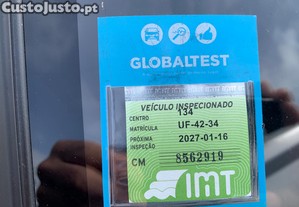 CustoJusto.pt
GLOBALTEST
VEÍCULO INSPECIONADO
CENTRO 134
MATRÍCULA UF-42-34
PRÓXIMA INSPEÇÃO 2027-01-16
CM 8562919
IMT